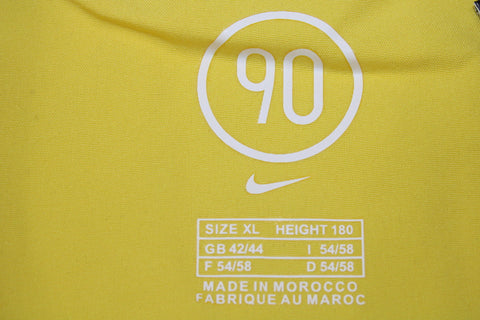 90
SIZE XL HEIGHT 180
GB 42/44 I 54/58
F 54/58 D 54/58
MADE IN MOROCCO
FABRIQUE AU MAROC